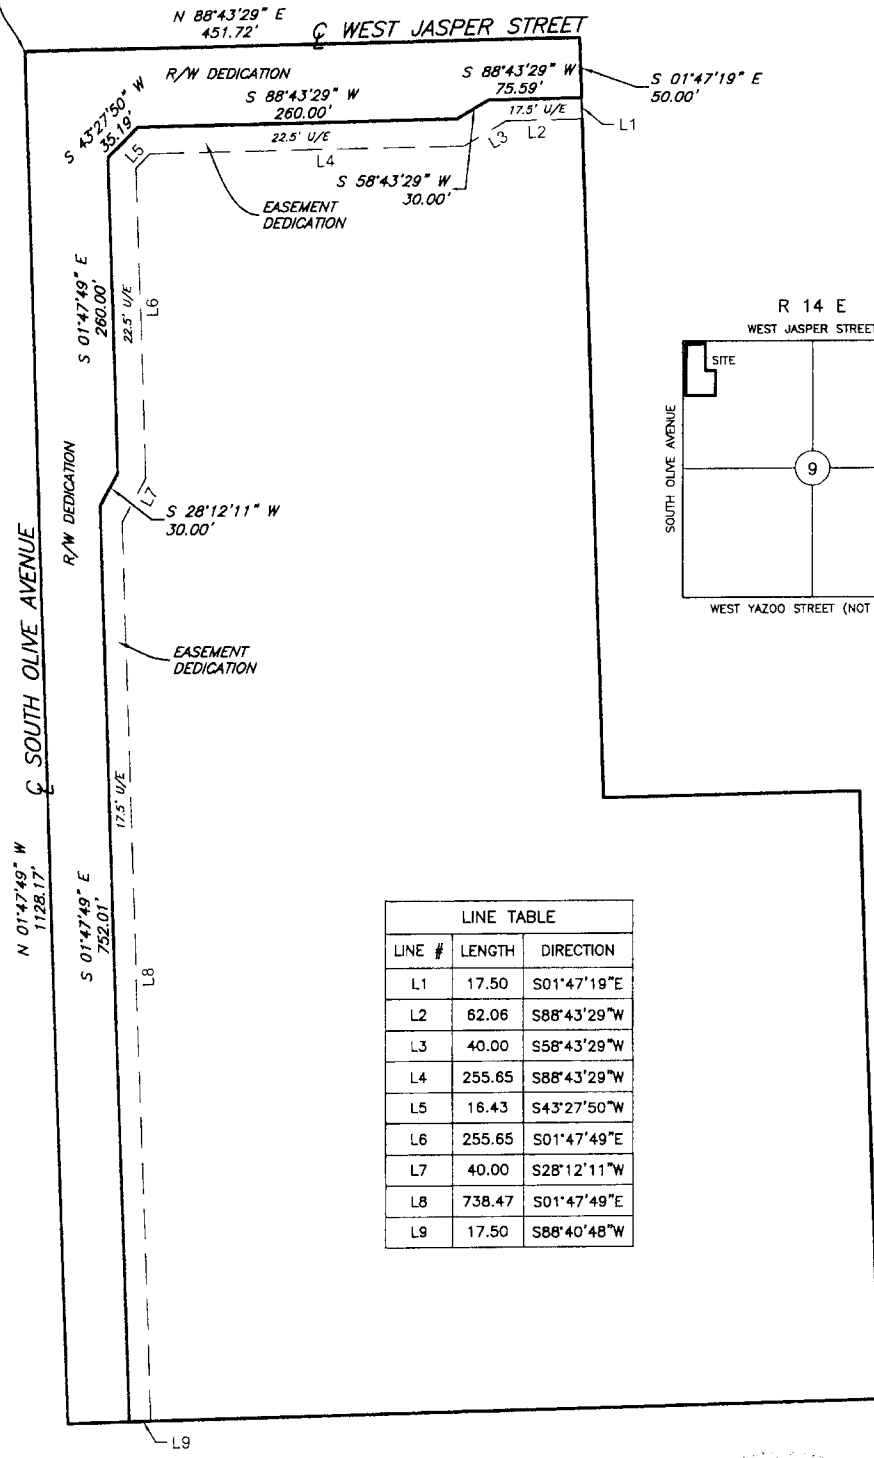 N 88°43'29" E
451.72'
℄ WEST JASPER STREET
R/W DEDICATION
S 88°43'29" W
260.00'
S 88°43'29" W
75.59'
S 01°47'19" E
50.00'
S 43°27'50" W
35.19'
17.5' U/E
L1
L2
L3
22.5' U/E
L4
L5
S 58°43'29" W
30.00'
EASEMENT
DEDICATION
S 01°47'49" E
260.00'
22.5' U/E
L6
R/W DEDICATION
L7
S 28°12'11" W
30.00'
℄ SOUTH OLIVE AVENUE
EASEMENT
DEDICATION
17.5' U/E
N 01°47'49" W
1128.17'
S 01°47'49" E
752.01'
L8
L9
R 14 E
WEST JASPER STREET
SITE
SOUTH OLIVE AVENUE
9
WEST YAZOO STREET (NOT
LINE TABLE
LINE # LENGTH DIRECTION
L1 17.50 S01°47'19"E
L2 62.06 S88°43'29"W
L3 40.00 S58°43'29"W
L4 255.65 S88°43'29"W
L5 16.43 S43°27'50"W
L6 255.65 S01°47'49"E
L7 40.00 S28°12'11"W
L8 738.47 S01°47'49"E
L9 17.50 S88°40'48"W